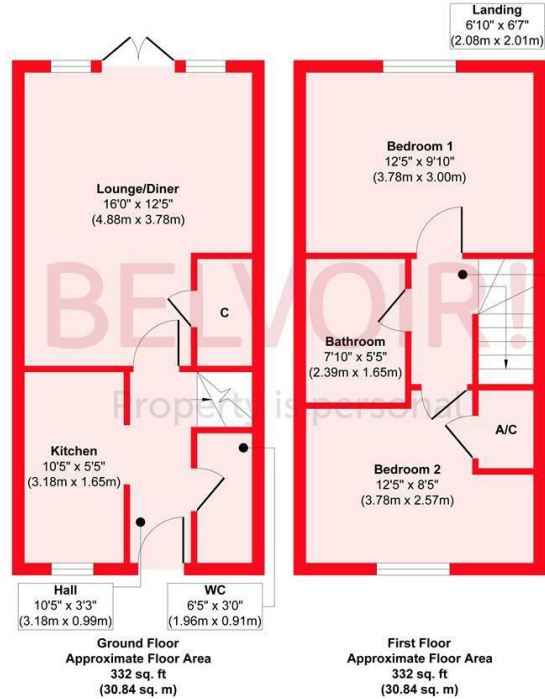 Landing
6'10" x 6'7"
(2.08m x 2.01m)
Lounge/Diner
16'0" x 12'5"
(4.88m x 3.78m)
Bedroom 1
12'5" x 9'10"
(3.78m x 3.00m)
BELVOIR!
C
Bathroom
7'10" x 5'5"
(2.39m x 1.65m)
Property is personal
A/C
Kitchen
10'5" x 5'5"
(3.18m x 1.65m)
Bedroom 2
12'5" x 8'5"
(3.78m x 2.57m)
Hall
10'5" x 3'3"
(3.18m x 0.99m)
WC
6'5" x 3'0"
(1.96m x 0.91m)
Ground Floor
Approximate Floor Area
332 sq. ft
(30.84 sq. m)
First Floor
Approximate Floor Area
332 sq. ft
(30.84 sq. m)